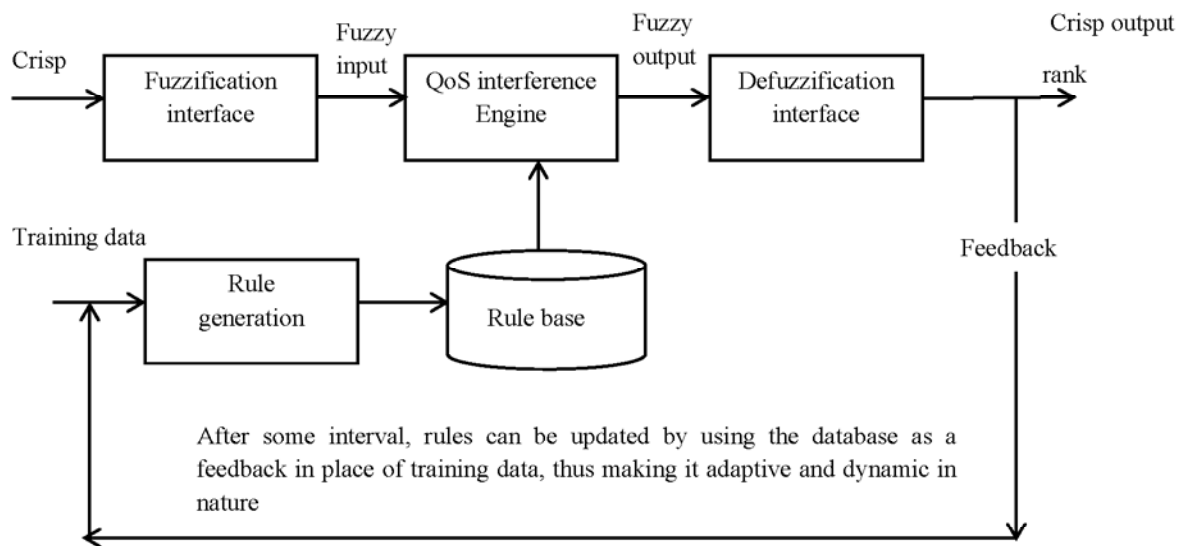 Crisp
Fuzzification
interface
Fuzzy
input
QoS interference
Engine
Fuzzy
output
Defuzzification
interface
Crisp output
rank
Training data
Rule
generation
Rule base
Feedback
After some interval, rules can be updated by using the database as a
feedback in place of training data, thus making it adaptive and dynamic in
nature